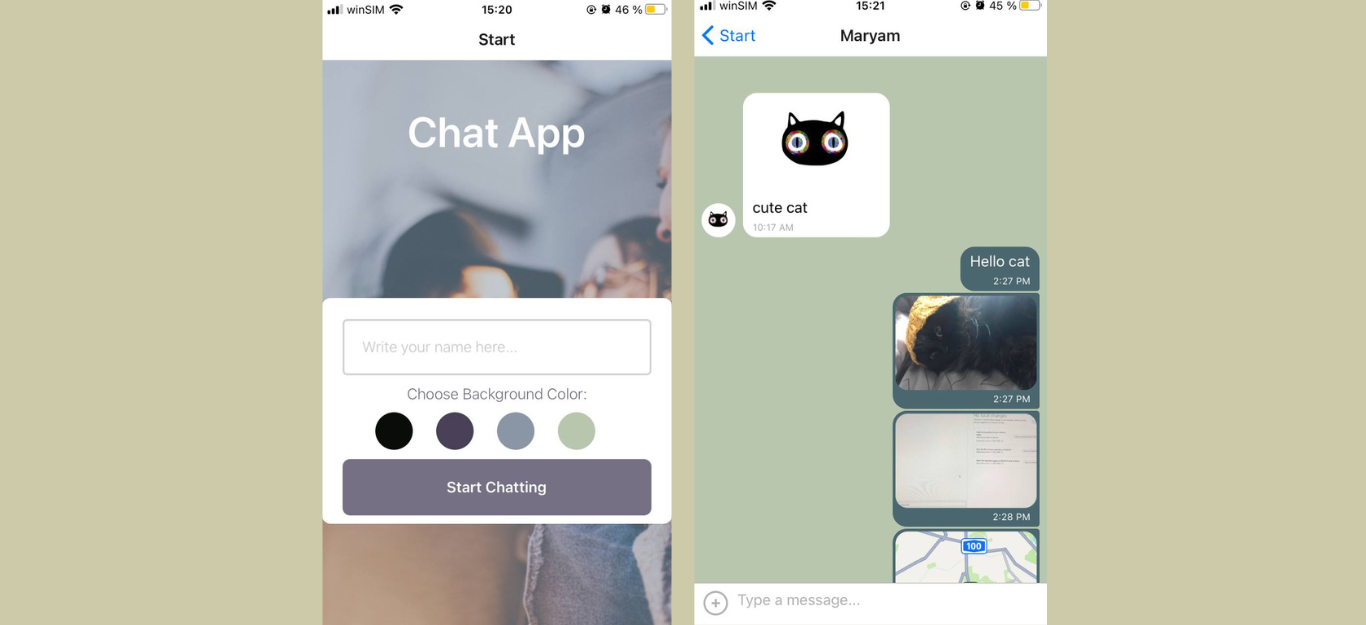 winSIM
15:20
46 %
Start
Chat App
Write your name here...
Choose Background Color:
Start Chatting
winSIM
15:21
45 %
Start
Maryam
cute cat
10:17 AM
Hello cat
2:27 PM
2:27 PM
2:28 PM
100
Type a message...